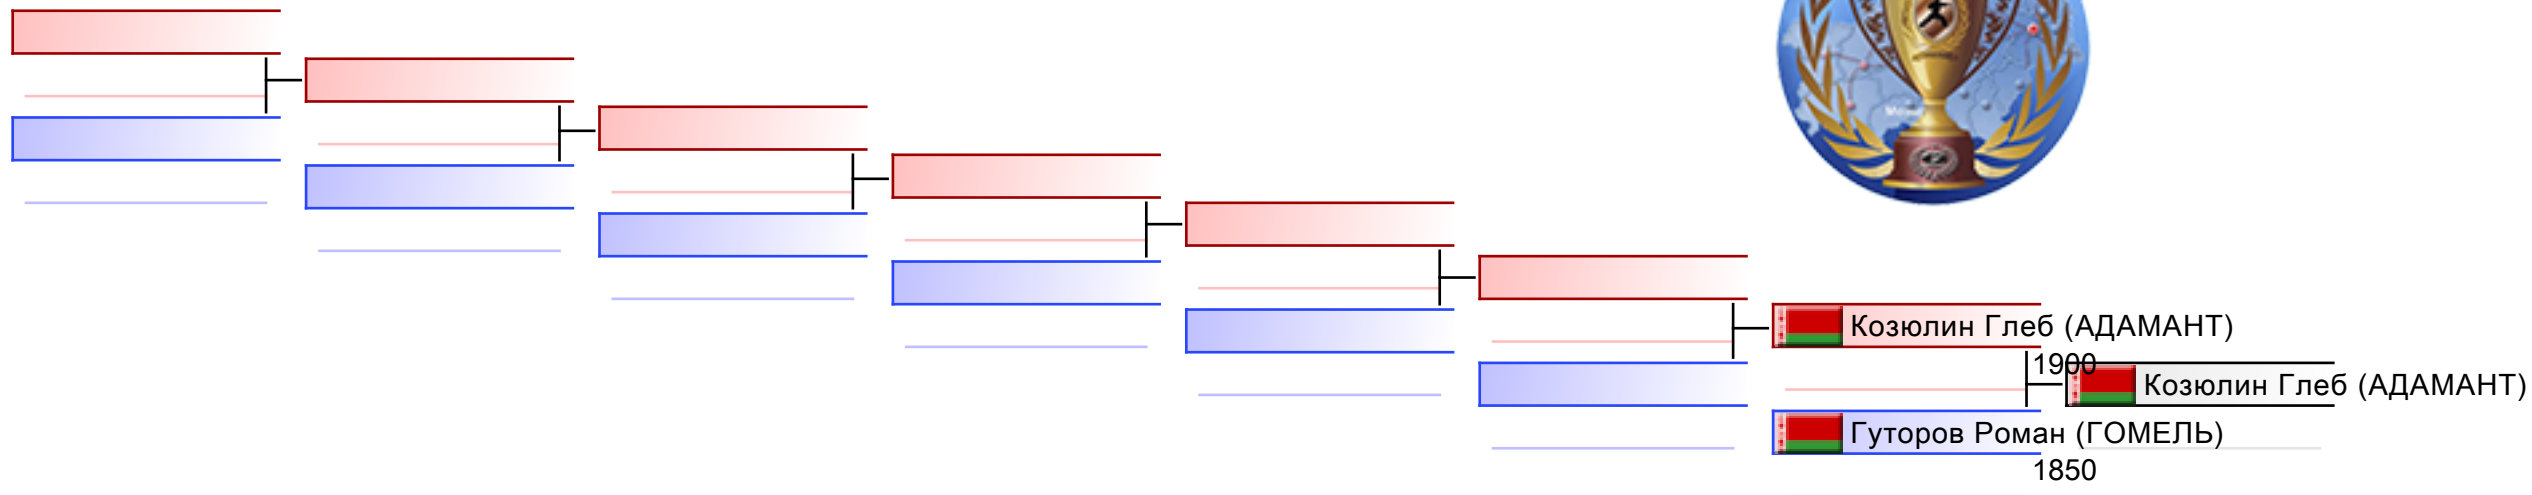 Козюлин Глеб (АДАМАНТ)
1900
Козюлин Глеб (АДАМАНТ)
Гуторов Роман (ГОМЕЛЬ)
1850